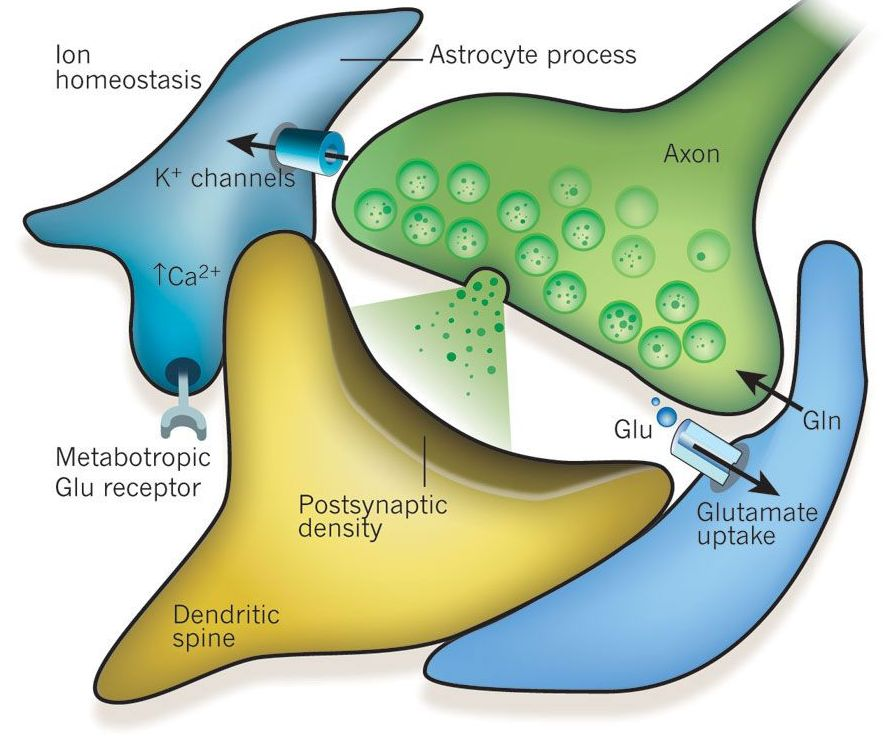 Ion
homeostasis
Astrocyte process
Axon
K⁺ channels
↑Ca²⁺
Metabotropic
Glu receptor
Postsynaptic
density
Dendritic
spine
Glu
Gln
Glutamate
uptake